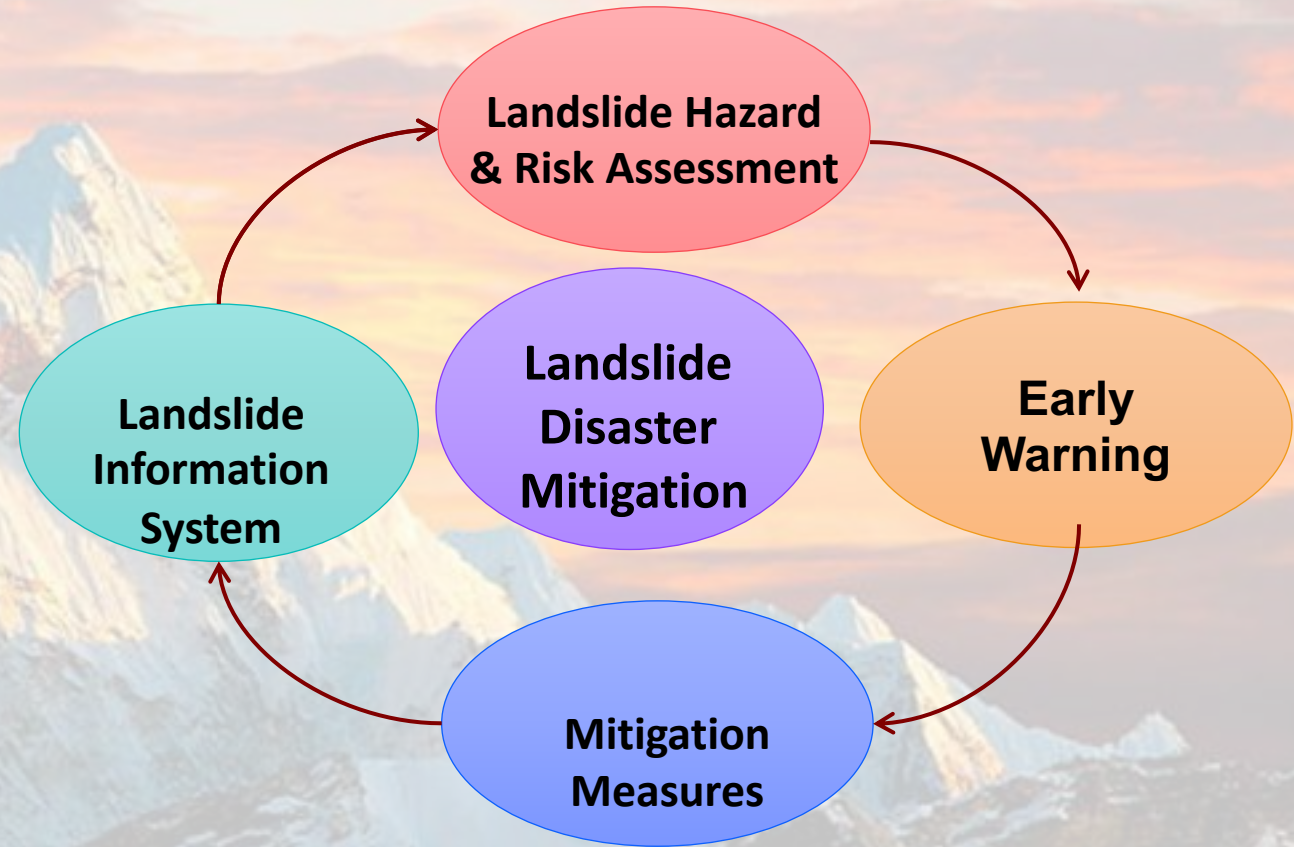 Landslide Hazard
& Risk Assessment
Landslide
Information
System
Landslide
Disaster
Mitigation
Early
Warning
Mitigation
Measures